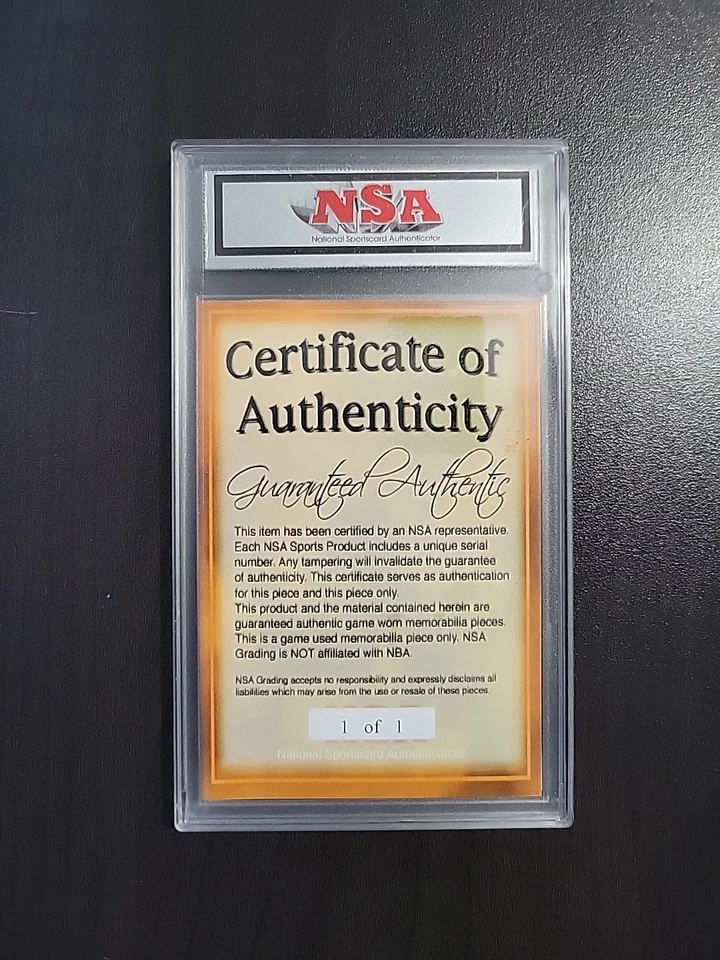 NSA
National Sportscard Authenticator
Certificate of
Authenticity
Guaranteed Authentic
This item has been certified by an NSA representative.
Each NSA Sports Product includes a unique serial
number. Any tampering will invalidate the guarantee
of authenticity. This certificate serves as authentication
for this piece and this piece only.
This product and the material contained herein are
guaranteed authentic game worn memorabilia pieces.
This is a game used memorabilia piece only. NSA
Grading is NOT affiliated with NBA.
NSA Grading accepts no responsibility and expressly disclaims all
liabilities which may arise from the use or resale of these pieces.
1 of 1
National Sportscard Authenticators